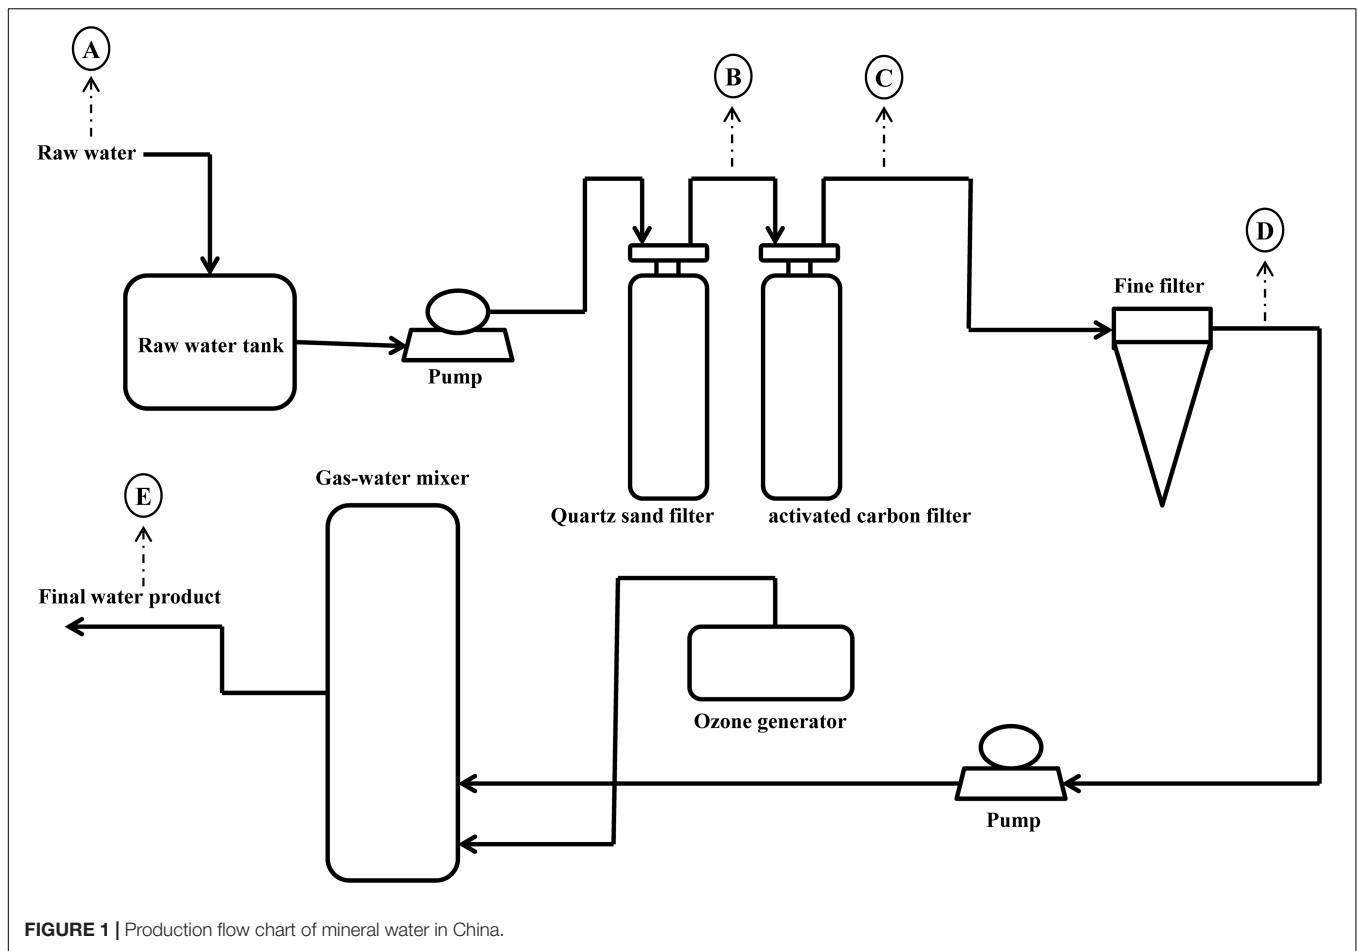 A
B
C
Raw water
D
Fine filter
Raw water tank
Pump
Gas-water mixer
E
Quartz sand filter
activated carbon filter
Final water product
Ozone generator
Pump
FIGURE 1 | Production flow chart of mineral water in China.